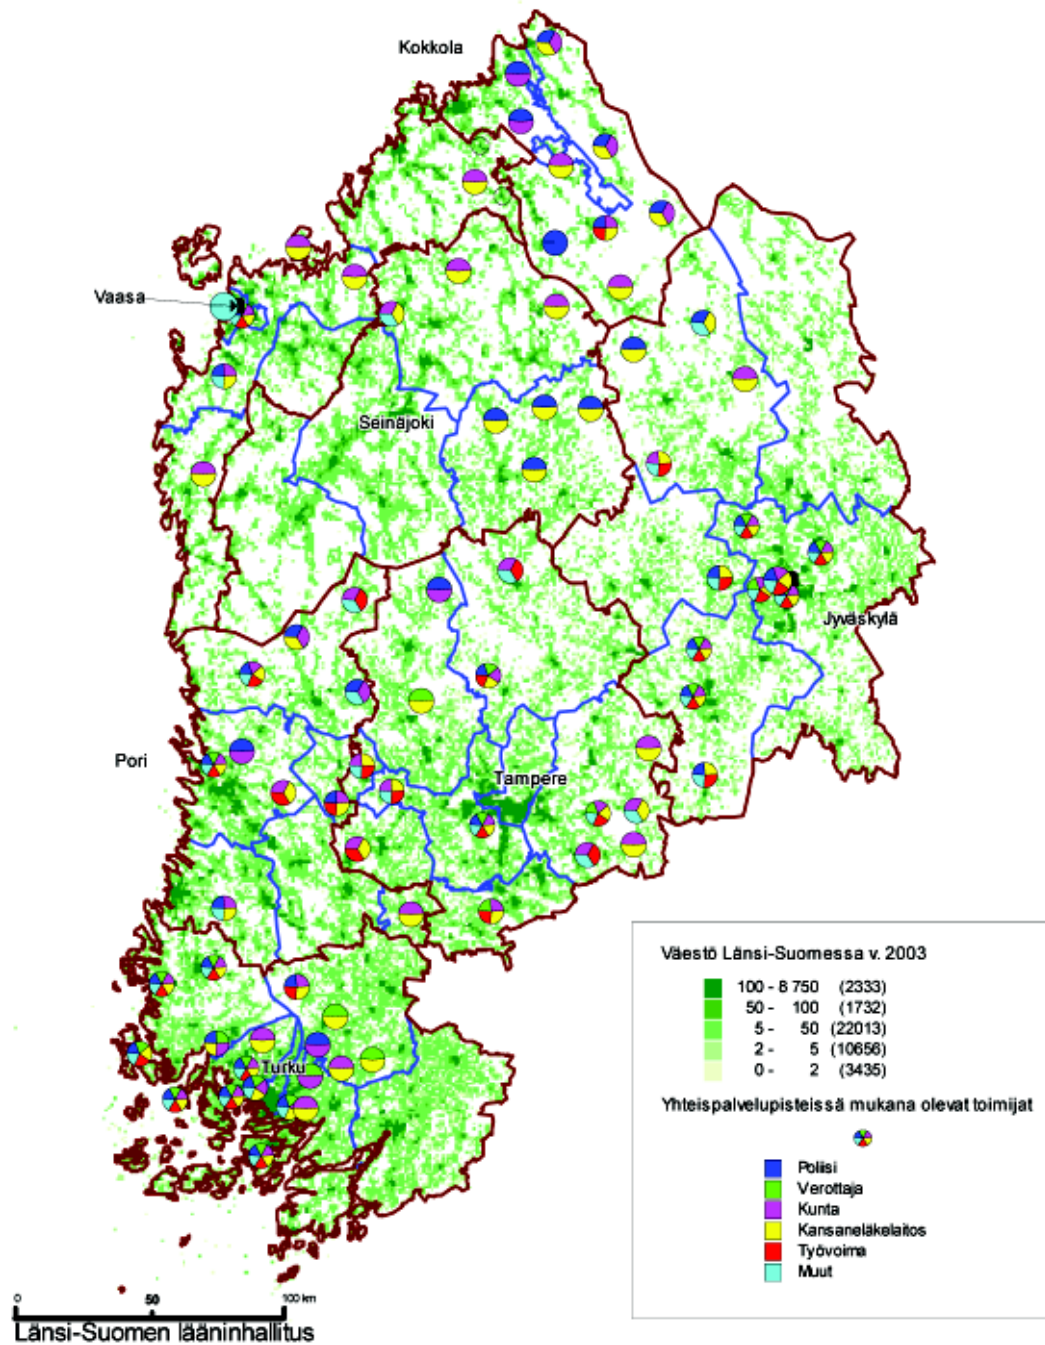 Kokkola
Vaasa
Seinäjoki
Jyväskylä
Pori
Tampere
Turku
Väestö Länsi-Suomessa v. 2003
100 - 8 750 (2333)
50 - 100 (1732)
5 - 50 (22013)
2 - 5 (10656)
0 - 2 (3435)
Yhteispalvelupisteissä mukana olevat toimijat
Poliisi
Verottaja
Kunta
Kansaneläkelaitos
Työvoima
Muut
0 50 100 km
Länsi-Suomen lääninhallitus